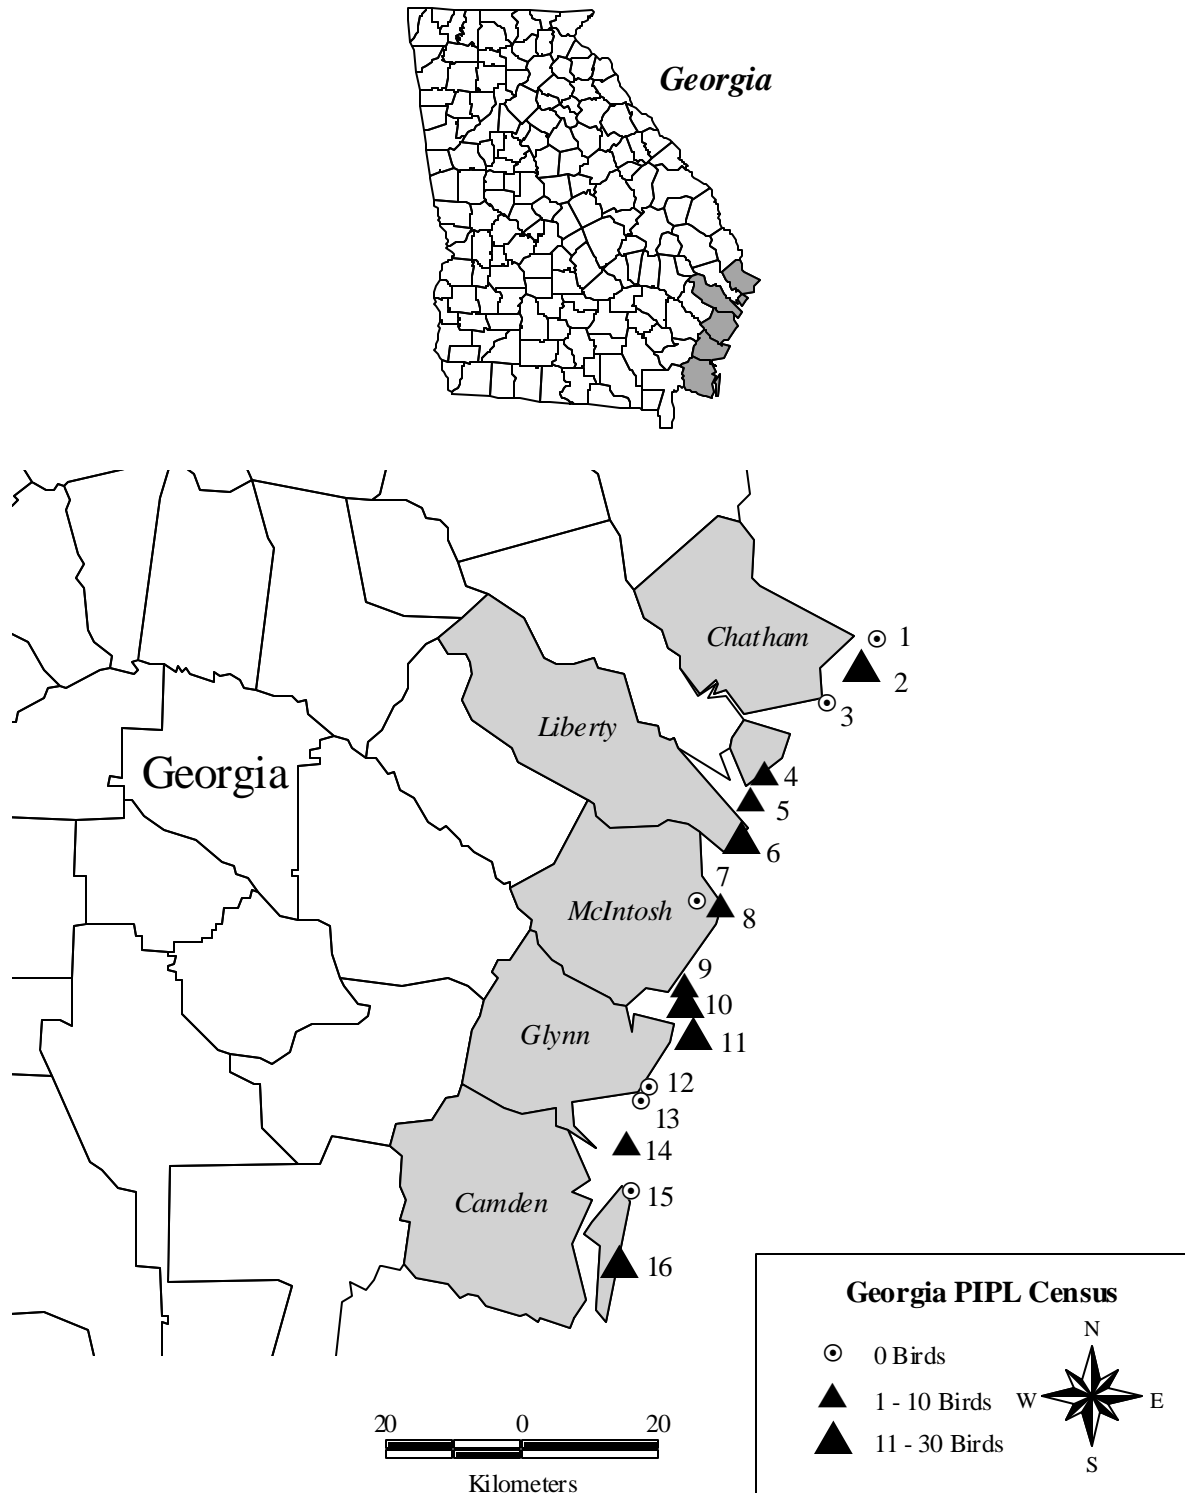 Georgia
Chatham
1
2
3
Liberty
Georgia
4
5
6
7
McIntosh
8
9
10
Glynn
11
12
13
14
Camden
15
16
Georgia PIPL Census
N
0 Birds
W
E
1 - 10 Birds
11 - 30 Birds
S
20 0 20
Kilometers